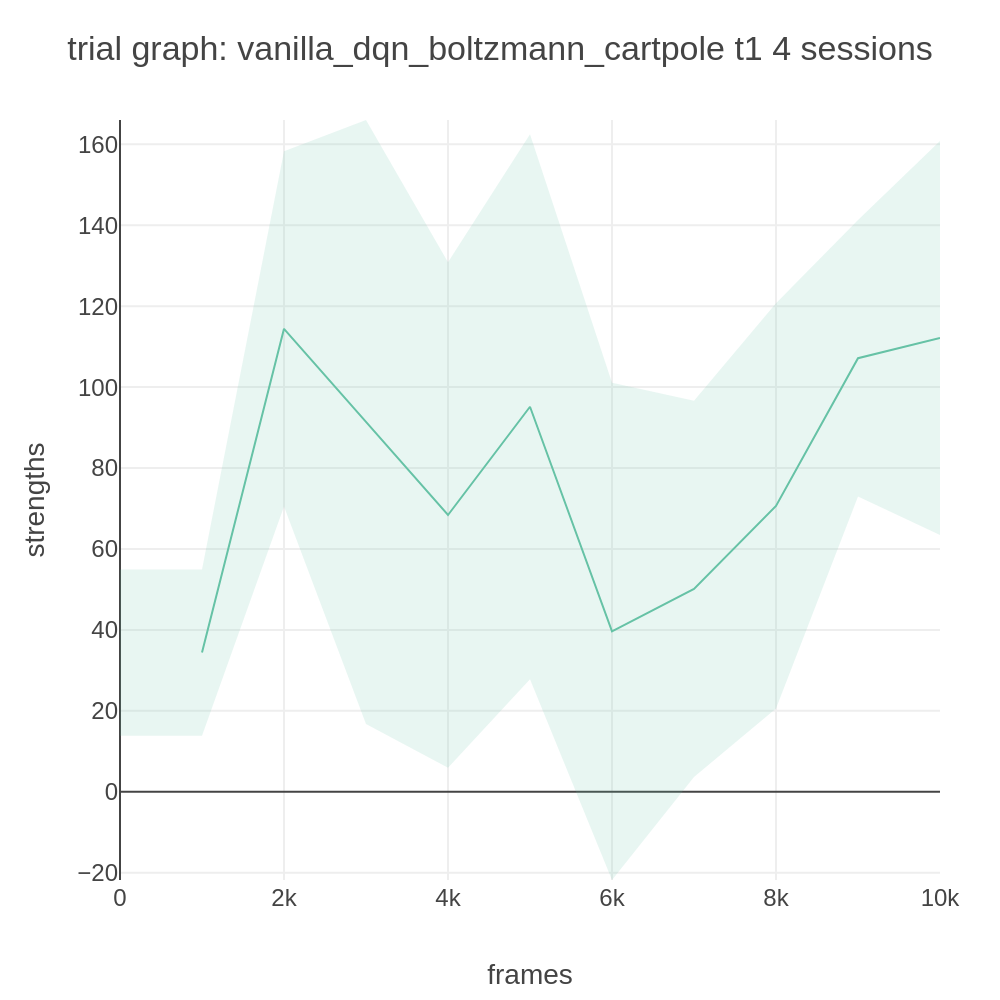 trial graph: vanilla_dqn_boltzmann_cartpole t1 4 sessions
160
140
120
100
80
60
40
20
0
−20
strengths
0 2k 4k 6k 8k 10k
frames